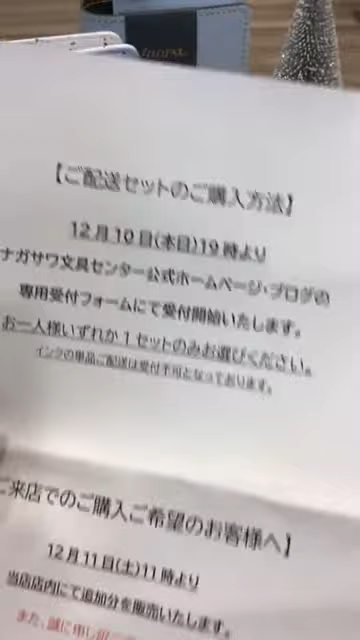 【ご配送セットのご購入方法】
12月10日(本日)19時より
ナガサワ文具センター公式ホームページ・ブログの
専用受付フォームにて受付開始いたします。
お一人様いずれか1セットのみお選びください。
インクの単品ご配送は受付不可となっております。
ご来店でのご購入ご希望のお客様へ】
12月11日(土)11時より
当店店内にて追加分を販売いたします。
また、誠に申し訳